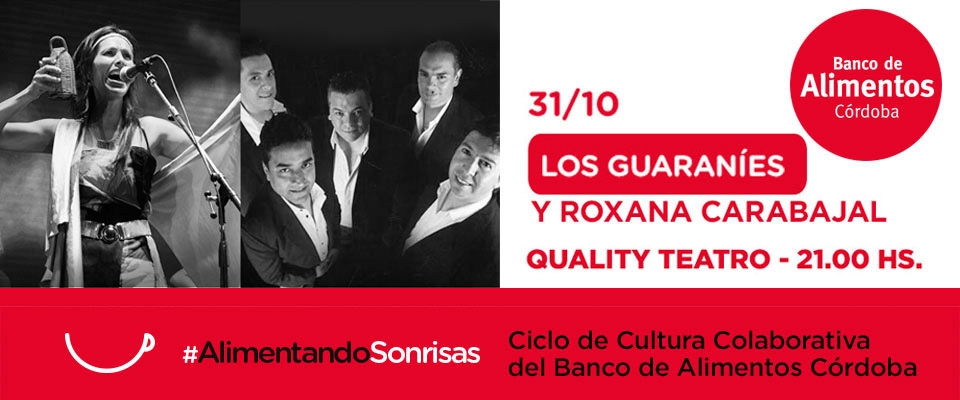 31/10
LOS GUARANÍES
Y ROXANA CARABAJAL
QUALITY TEATRO - 21.00 HS.
Banco de
Alimentos
Córdoba
#AlimentandoSonrisas
Ciclo de Cultura Colaborativa
del Banco de Alimentos Córdoba